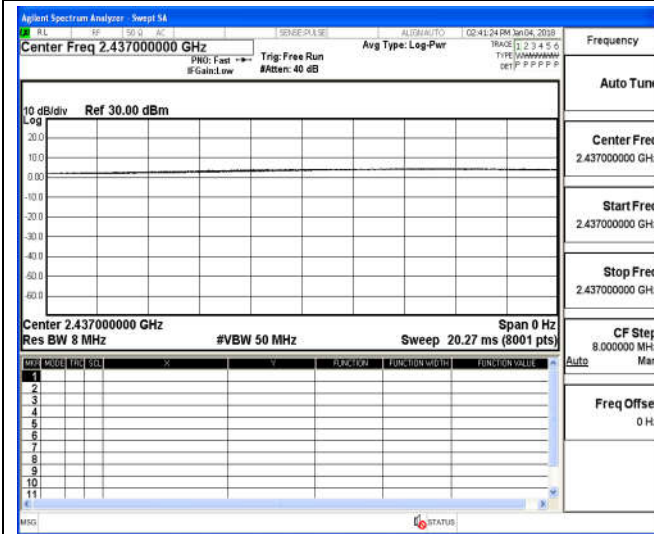 Agilent Spectrum Analyzer - Swept SA
RL RF 50 Ω AC SENSE:PULSE ALIGNAUTO 02:41:24 PM Jan 04, 2018
Center Freq 2.437000000 GHz Avg Type: Log-Pwr TRACE 1 2 3 4 5 6
PNO: Fast Trig: Free Run TYPE
IFGain:Low #Atten: 40 dB DET P P P P P P
Frequency
Auto Tune
10 dB/div Ref 30.00 dBm
Log
20.0
10.0
0.00
-10.0
-20.0
-30.0
-40.0
-50.0
-60.0
Center Freq
2.437000000 GHz
Start Freq
2.437000000 GHz
Stop Freq
2.437000000 GHz
Center 2.437000000 GHz Span 0 Hz
Res BW 8 MHz #VBW 50 MHz Sweep 20.27 ms (8001 pts)
CF Step
8.000000 MHz
Auto Man
MKR MODE TRC SCL X Y FUNCTION FUNCTION WIDTH FUNCTION VALUE
1
2
3
4
5
6
7
8
9
10
11
Freq Offset
0 Hz
MSG STATUS